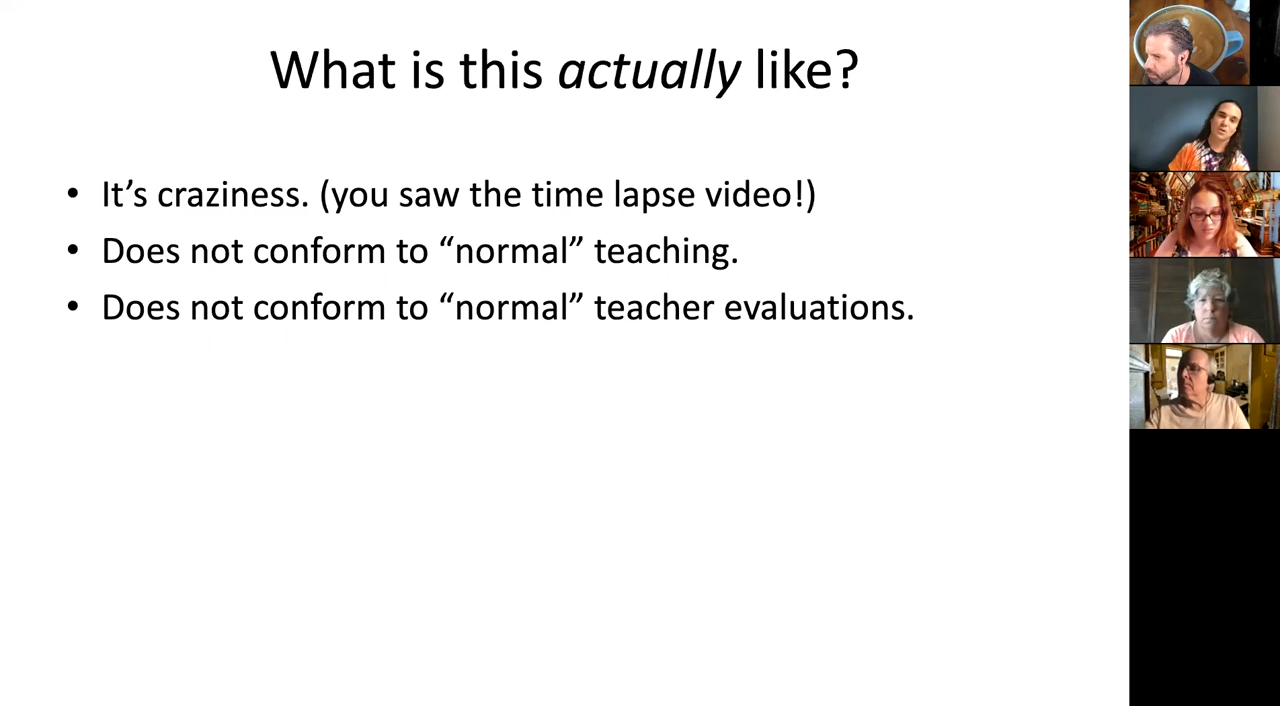 What is this actually like?
• It’s craziness. (you saw the time lapse video!)
• Does not conform to “normal” teaching.
• Does not conform to “normal” teacher evaluations.